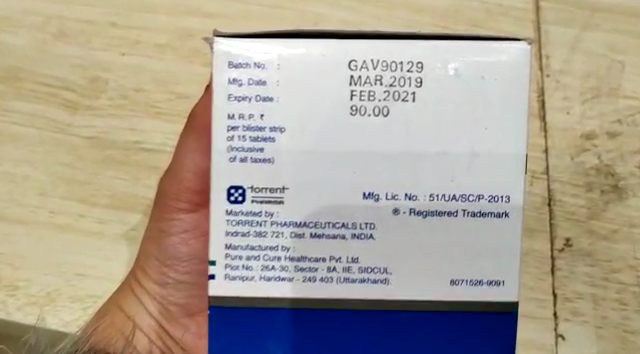 Batch No. : GAV90129
Mfg. Date : MAR.2019
Expiry Date : FEB.2021
M. R. P. ₹ 90.00
per blister strip
of 15 tablets
(Inclusive
of all taxes)
torrent
PHARMA
Mfg. Lic. No. : 51/UA/SC/P-2013
® - Registered Trademark
Marketed by :
TORRENT PHARMACEUTICALS LTD.
Indrad-382 721, Dist. Mehsana, INDIA.
Manufactured by :
Pure and Cure Healthcare Pvt. Ltd.
Plot No.: 26A-30, Sector - 8A, IIE, SIDCUL,
Ranipur, Haridwar - 249 403 (Uttarakhand).
8071526-9091